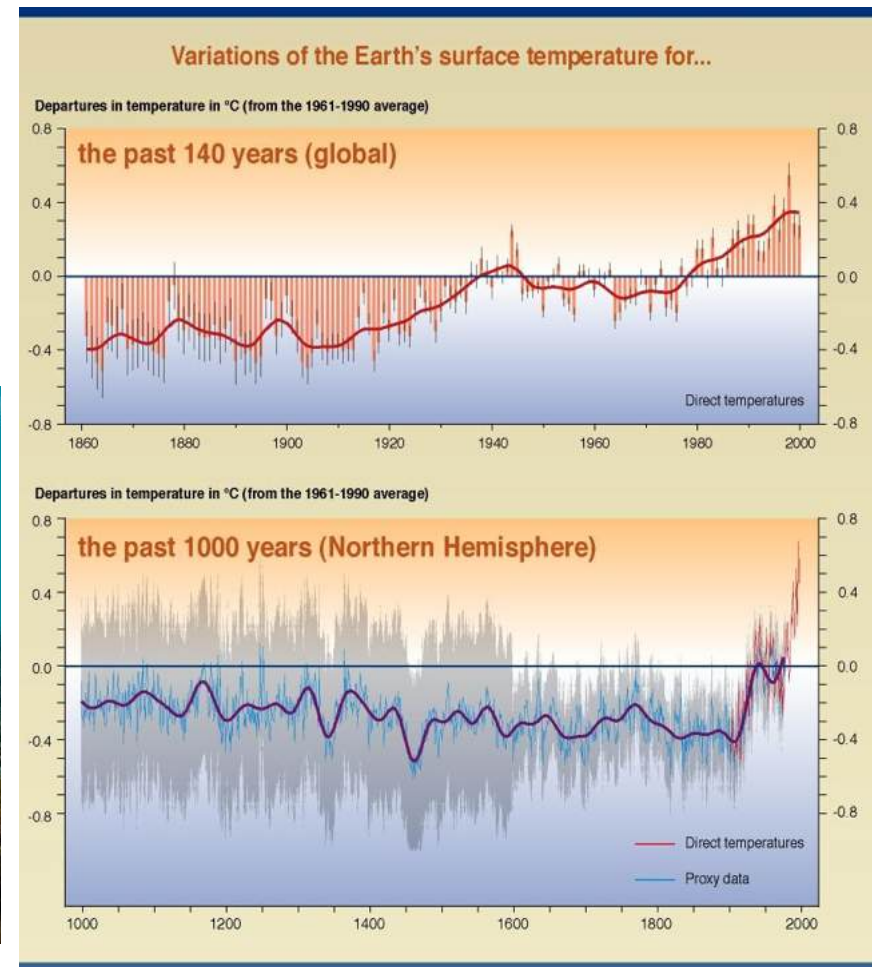 Variations of the Earth's surface temperature for...
Departures in temperature in °C (from the 1961-1990 average)
0.8 0.8
the past 140 years (global)
0.4 0.4
0.0 0.0
-0.4 -0.4
Direct temperatures
-0.8 -0.8
1860 1880 1900 1920 1940 1960 1980 2000
Departures in temperature in °C (from the 1961-1990 average)
0.8 0.8
the past 1000 years (Northern Hemisphere)
0.4 0.4
0.0 0.0
-0.4 -0.4
-0.8 -0.8
Direct temperatures
Proxy data
1000 1200 1400 1600 1800 2000